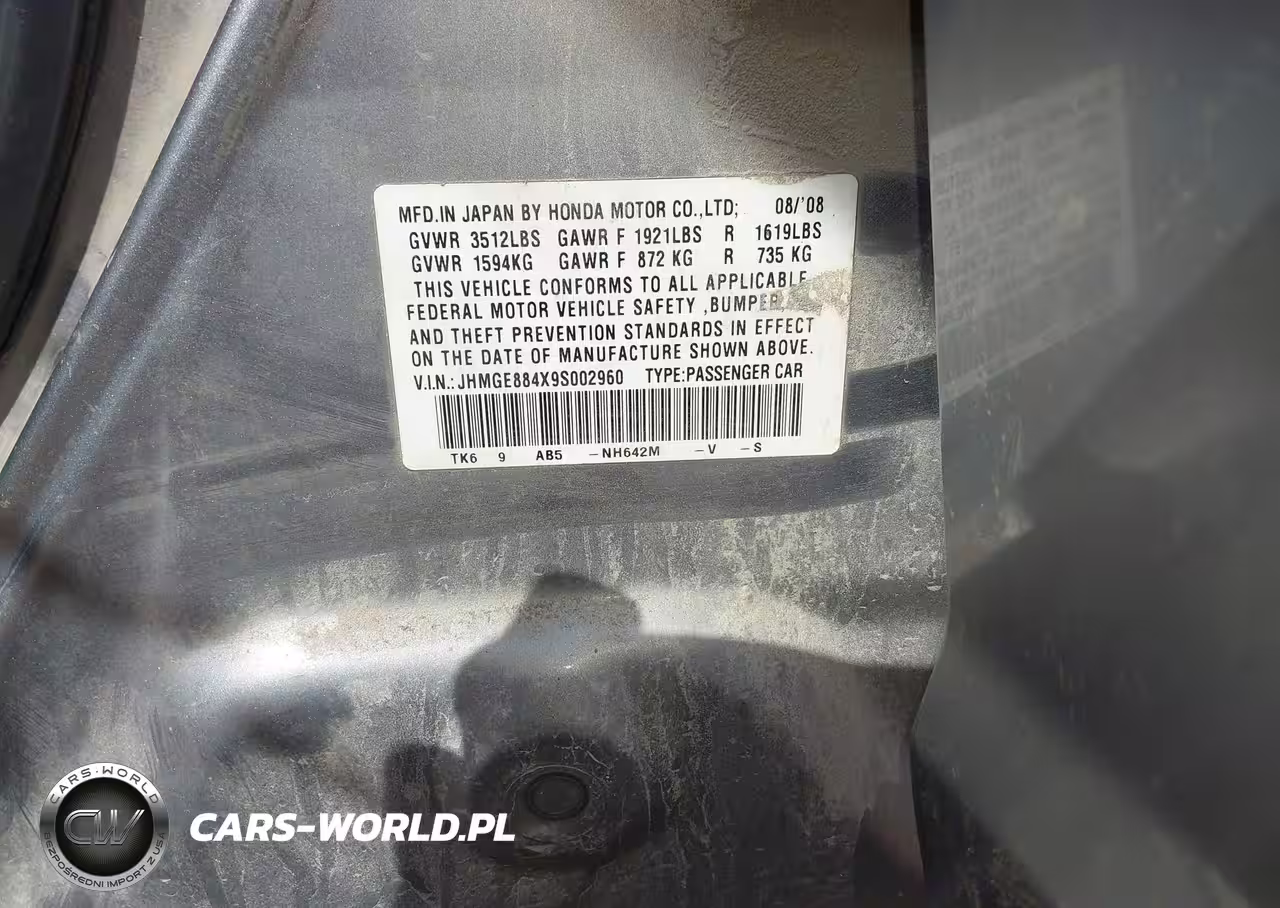 MFD.IN JAPAN BY HONDA MOTOR CO.,LTD; 08/'08
GVWR 3512LBS GAWR F 1921LBS R 1619LBS
GVWR 1594KG GAWR F 872 KG R 735 KG
THIS VEHICLE CONFORMS TO ALL APPLICABLE
FEDERAL MOTOR VEHICLE SAFETY ,BUMPER,
AND THEFT PREVENTION STANDARDS IN EFFECT
ON THE DATE OF MANUFACTURE SHOWN ABOVE.
V.I.N.: JHMGE884X9S002960 TYPE:PASSENGER CAR
TK6 9 AB5 -NH642M -V -S
CARS-WORLD
CW
BEZPOŚREDNI IMPORT Z USA
CARS-WORLD.PL